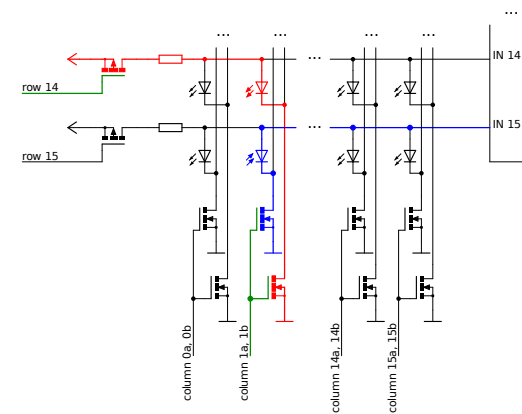 ...
... ...
... IN 14
row 14
... IN 15
row 15
column 0a, 0b
column 1a, 1b
column 14a, 14b
column 15a, 15b